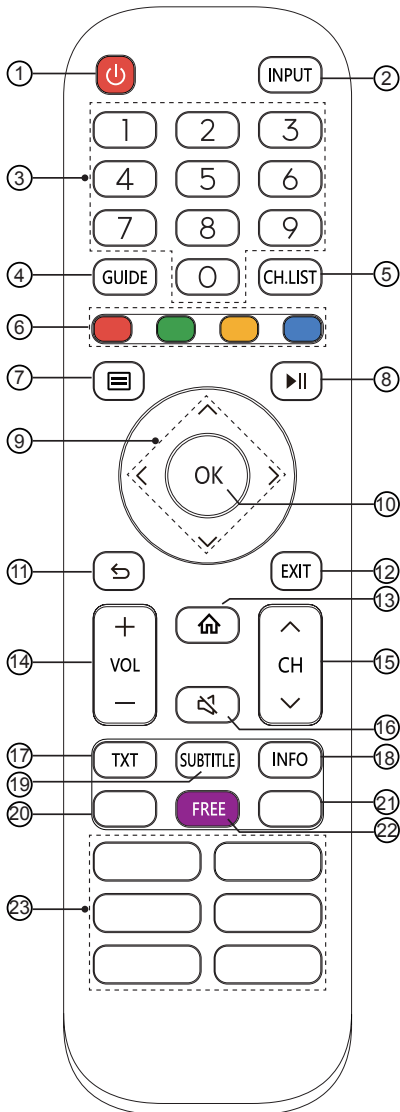 ① INPUT ②
1 2 3
③ 4 5 6
7 8 9
④ GUIDE 0 CH.LIST ⑤
⑥
⑦ ⑧
⑨
OK ⑩
⑪ EXIT ⑫
⑬
+
⑭ VOL CH ⑮
—
⑯
⑰ TXT SUBTITLE INFO ⑱
⑲
⑳ FREE ㉑
㉒
㉓